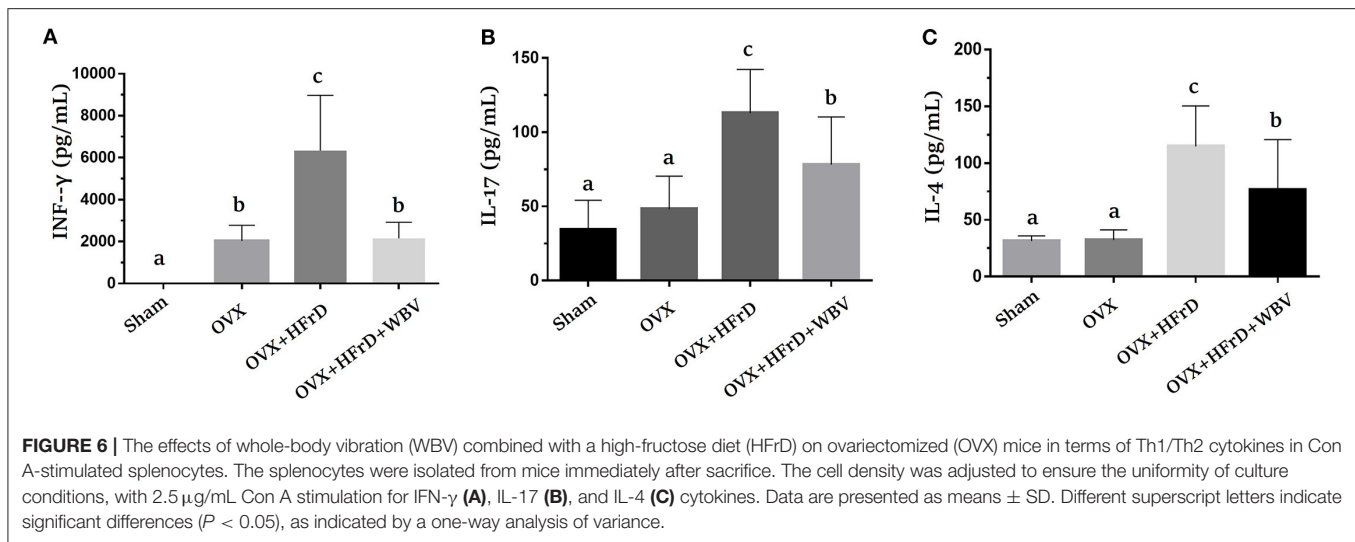 A
INF--γ (pg/mL)
10000
8000
6000
4000
2000
0
a
b
c
b
Sham
OVX
OVX+HFrD
OVX+HFrD+WBV
B
IL-17 (pg/mL)
150
100
50
0
a
a
c
b
Sham
OVX
OVX+HFrD
OVX+HFrD+WBV
C
IL-4 (pg/mL)
200
150
100
50
0
a
a
c
b
Sham
OVX
OVX+HFrD
OVX+HFrD+WBV
FIGURE 6 | The effects of whole-body vibration (WBV) combined with a high-fructose diet (HFrD) on ovariectomized (OVX) mice in terms of Th1/Th2 cytokines in Con
A-stimulated splenocytes. The splenocytes were isolated from mice immediately after sacrifice. The cell density was adjusted to ensure the uniformity of culture
conditions, with 2.5 μg/mL Con A stimulation for IFN-γ (A), IL-17 (B), and IL-4 (C) cytokines. Data are presented as means ± SD. Different superscript letters indicate
significant differences (P < 0.05), as indicated by a one-way analysis of variance.